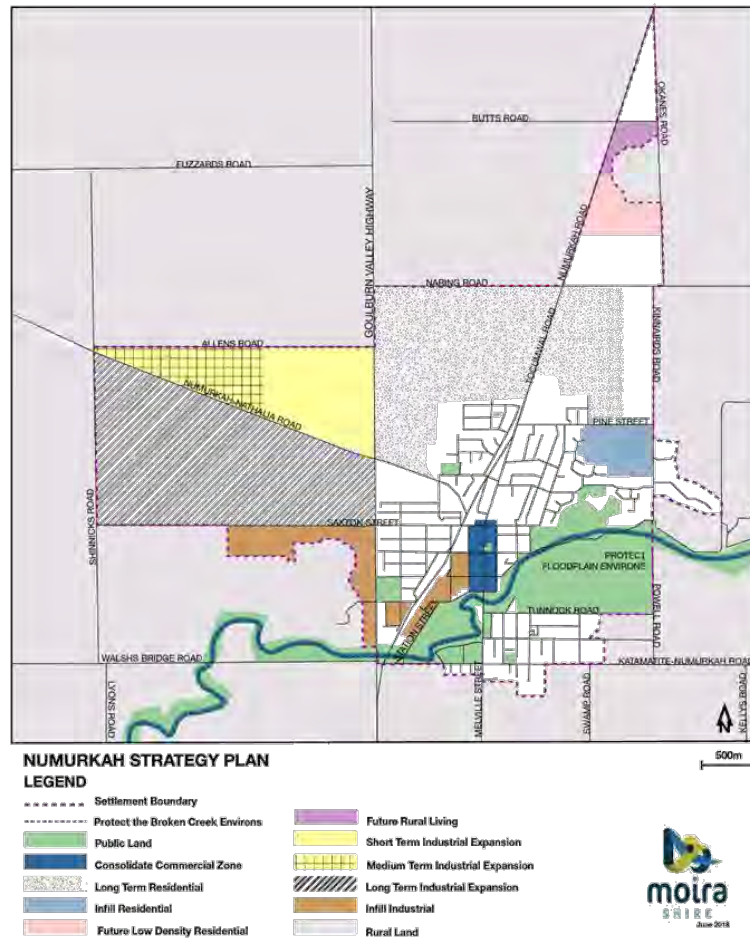 OKANES ROAD
BUTTS ROAD
FUZZARDS ROAD
GOULBURN VALLEY HIGHWAY
NUMURKAH ROAD
NARING ROAD
KINNAIRDS ROAD
ALLENS ROAD
TOCUMWAL ROAD
NUMURKAH-NATHALIA ROAD
PINE STREET
SHINNICKS ROAD
SAXTON STREET
PROTECT
FLOODPLAIN ENVIRONS
STATION STREET
TUNNOCK ROAD
POWELL ROAD
WALSHS BRIDGE ROAD
KATAMATITE-NUMURKAH ROAD
LYONS ROAD
MELVILLE STREET
SWAMP ROAD
KELLYS ROAD
N
500m
NUMURKAH STRATEGY PLAN
LEGEND
Settlement Boundary
Protect the Broken Creek Environs
Public Land
Consolidate Commercial Zone
Long Term Residential
Infill Residential
Future Low Density Residential
Future Rural Living
Short Term Industrial Expansion
Medium Term Industrial Expansion
Long Term Industrial Expansion
Infill Industrial
Rural Land
moira
SHIRE
June 2018